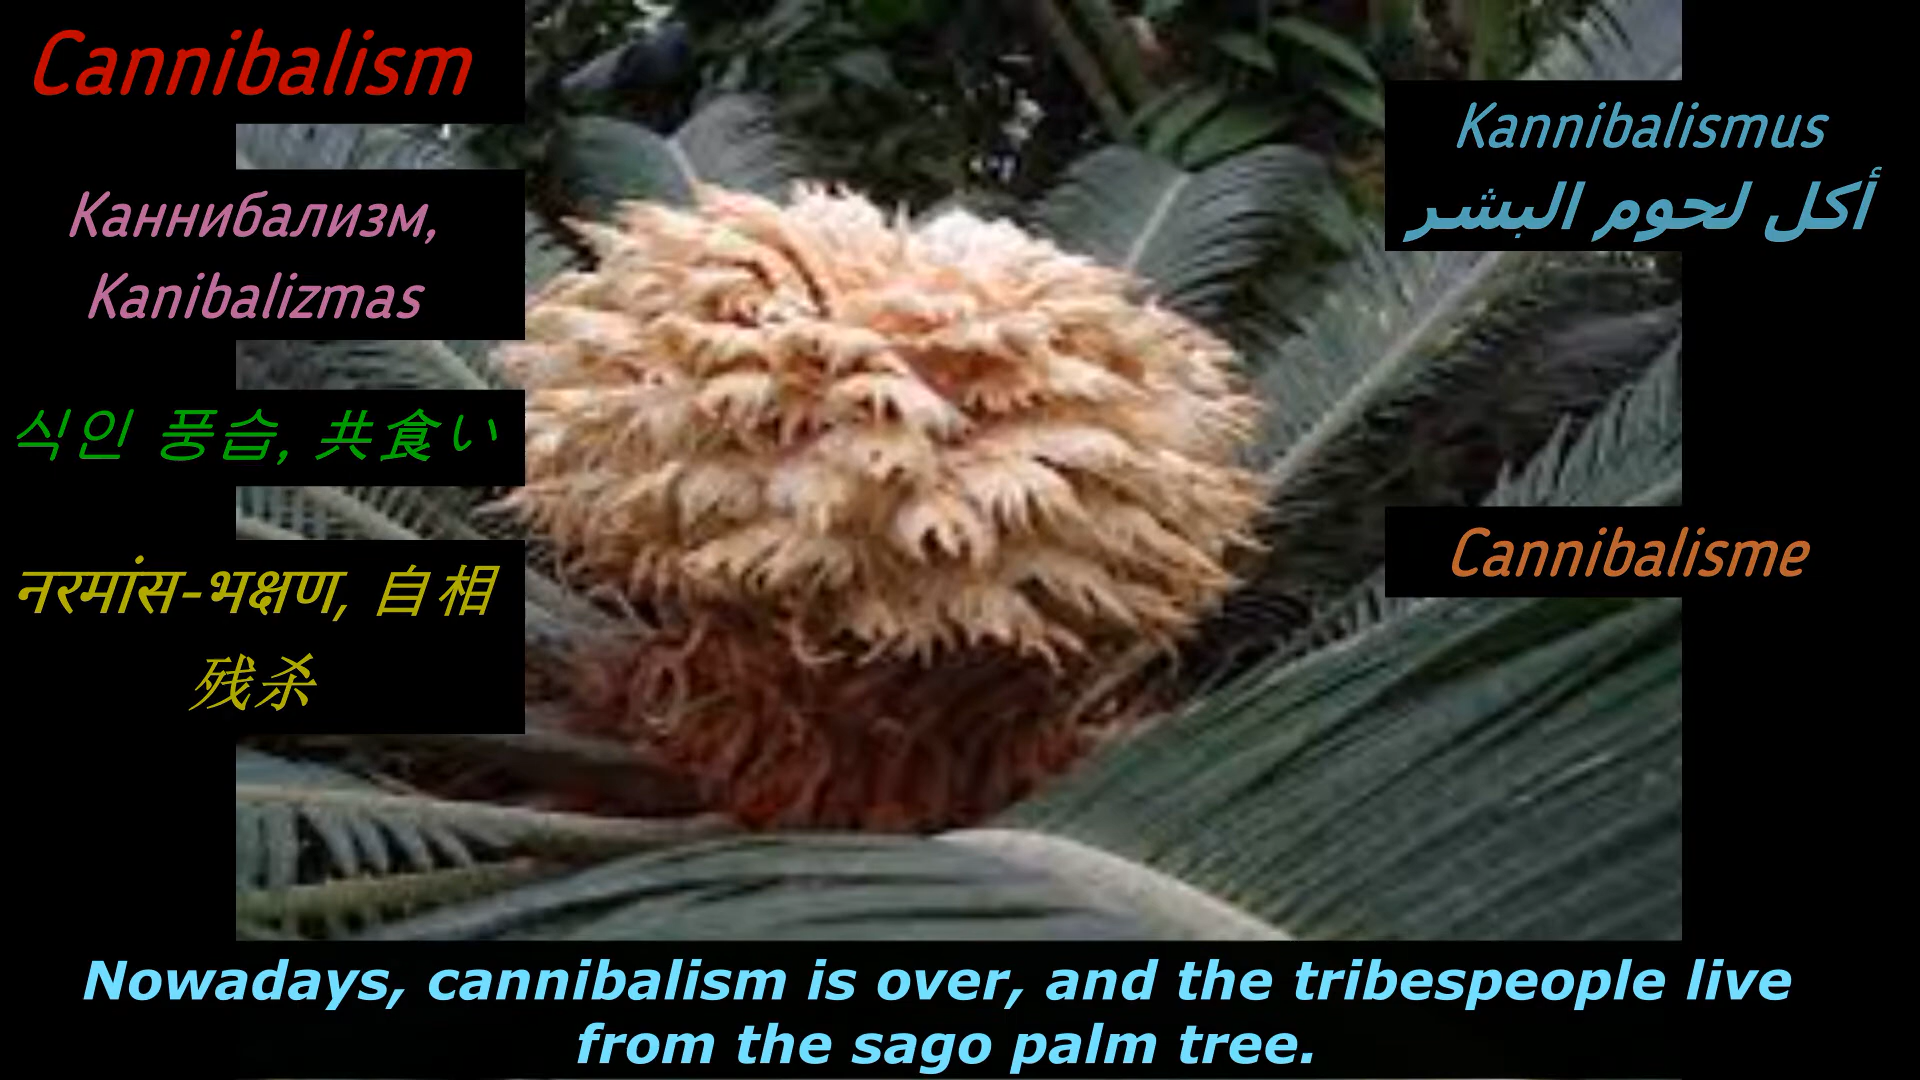 Cannibalism
Каннибализм,
Kanibalizmas
식인 풍습, 共食い
नरमांस-भक्षण, 自相
残杀
Kannibalismus
أكل لحوم البشر
Cannibalisme
Nowadays, cannibalism is over, and the tribespeople live
from the sago palm tree.